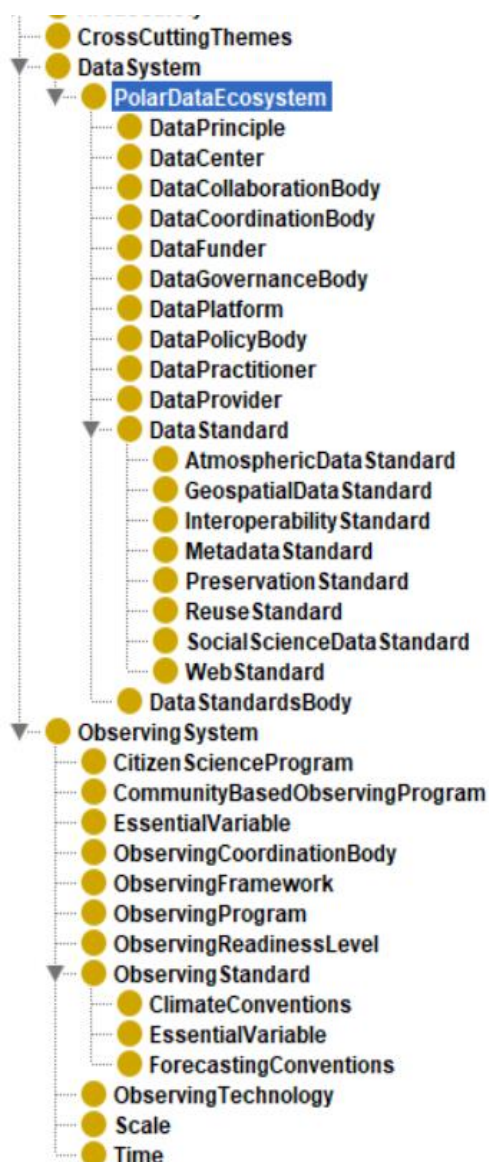 CrossCuttingThemes
DataSystem
PolarDataEcosystem
DataPrinciple
DataCenter
DataCollaborationBody
DataCoordinationBody
DataFunder
DataGovernanceBody
DataPlatform
DataPolicyBody
DataPractitioner
DataProvider
DataStandard
AtmosphericDataStandard
GeospatialDataStandard
InteroperabilityStandard
MetadataStandard
PreservationStandard
ReuseStandard
SocialScienceDataStandard
WebStandard
DataStandardsBody
ObservingSystem
CitizenScienceProgram
CommunityBasedObservingProgram
EssentialVariable
ObservingCoordinationBody
ObservingFramework
ObservingProgram
ObservingReadinessLevel
ObservingStandard
ClimateConventions
EssentialVariable
ForecastingConventions
ObservingTechnology
Scale
Time